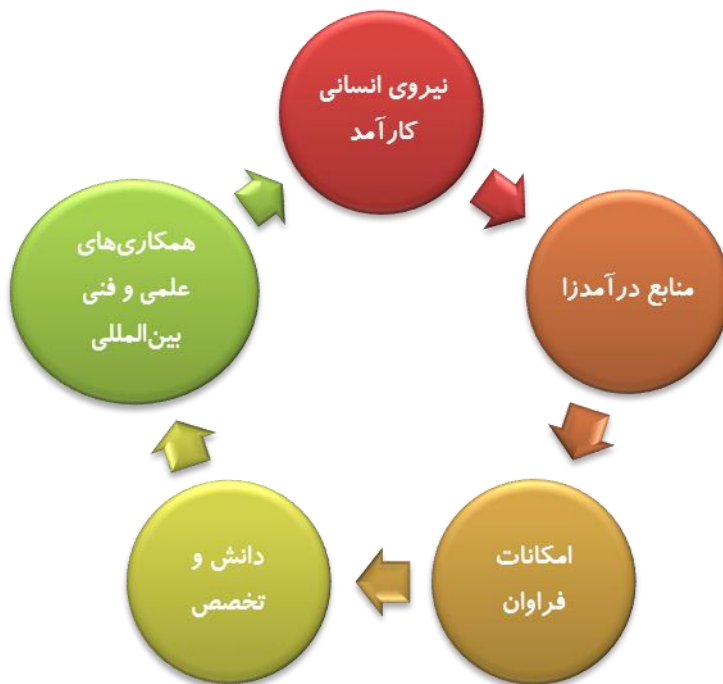 نیروی انسانی
کارآمد
منابع درآمدزا
امکانات
فراوان
دانش و
تخصص
همکاری‌های
علمی و فنی
بین‌المللی